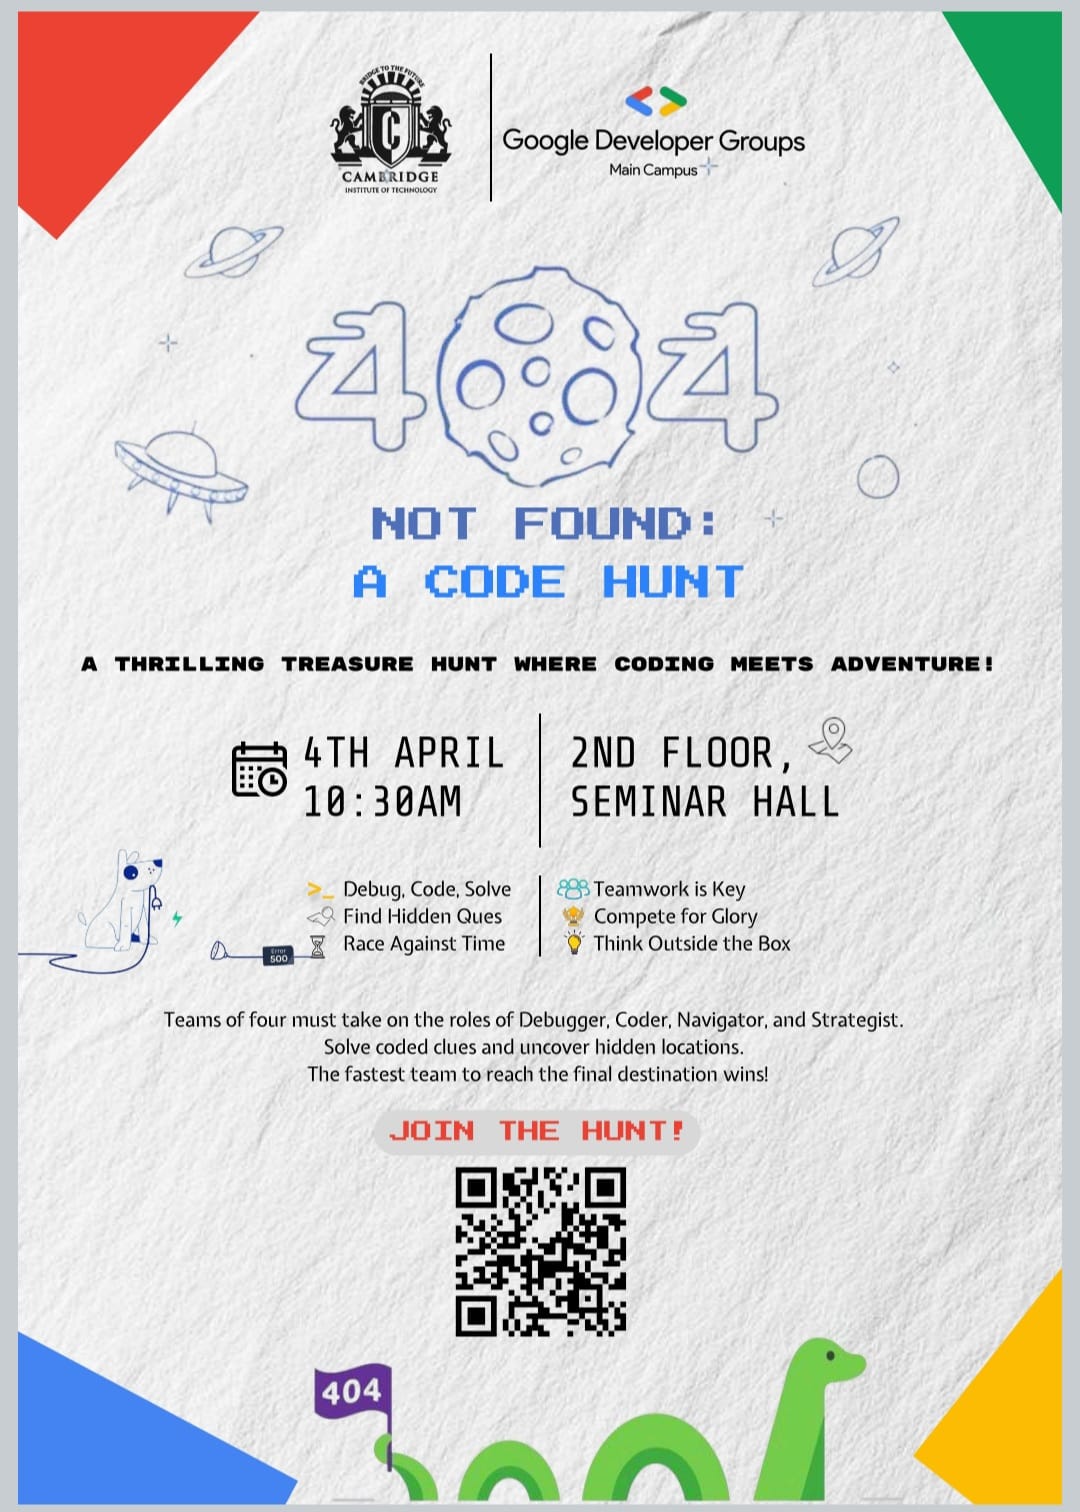 BRIDGE TO THE FUTURE
C
CAMBRIDGE
INSTITUTE OF TECHNOLOGY
Google Developer Groups
Main Campus
404
NOT FOUND:
A CODE HUNT
A THRILLING TREASURE HUNT WHERE CODING MEETS ADVENTURE!
4TH APRIL
10:30AM
2ND FLOOR,
SEMINAR HALL
>_ Debug, Code, Solve
Find Hidden Ques
Race Against Time
Teamwork is Key
Compete for Glory
Think Outside the Box
Error
500
Teams of four must take on the roles of Debugger, Coder, Navigator, and Strategist.
Solve coded clues and uncover hidden locations.
The fastest team to reach the final destination wins!
JOIN THE HUNT!
404